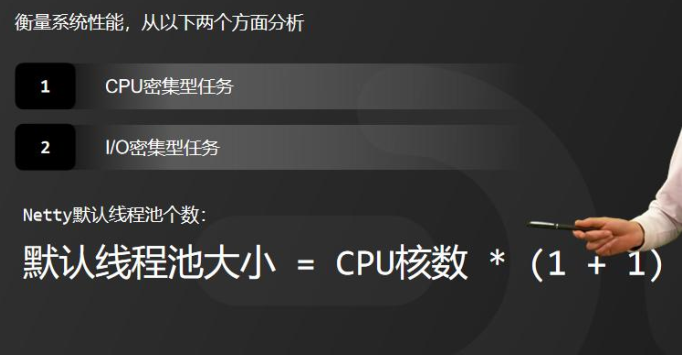 衡量系统性能，从以下两个方面分析
1 CPU密集型任务
2 I/O密集型任务
Netty默认线程池个数：
默认线程池大小 = CPU核数 * (1 + 1)